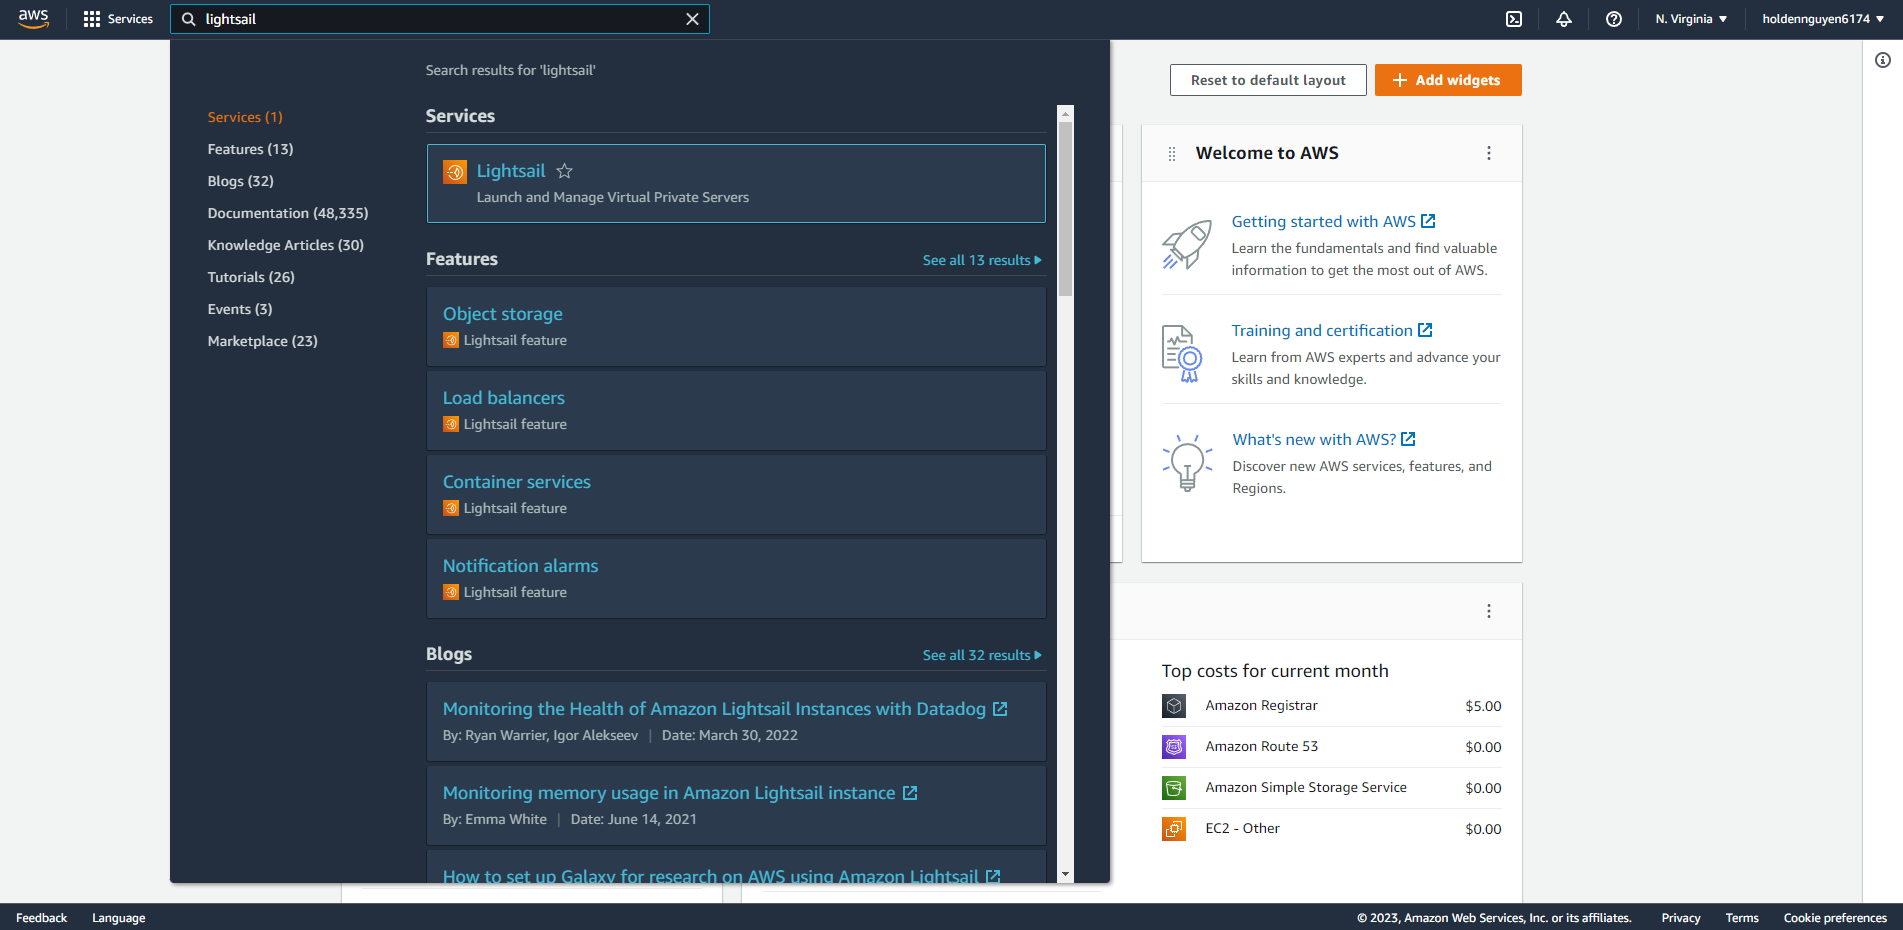 aws
Services
lightsail
N. Virginia
holdennguyen6174
Search results for 'lightsail'
Services (1)
Features (13)
Blogs (32)
Documentation (48,335)
Knowledge Articles (30)
Tutorials (26)
Events (3)
Marketplace (23)
Services
Lightsail
Launch and Manage Virtual Private Servers
Features
See all 13 results
Object storage
Lightsail feature
Load balancers
Lightsail feature
Container services
Lightsail feature
Notification alarms
Lightsail feature
Blogs
See all 32 results
Monitoring the Health of Amazon Lightsail Instances with Datadog
By: Ryan Warrier, Igor Alekseev | Date: March 30, 2022
Monitoring memory usage in Amazon Lightsail instance
By: Emma White | Date: June 14, 2021
How to set up Galaxy for research on AWS using Amazon Lightsail
Reset to default layout
Add widgets
Welcome to AWS
Getting started with AWS
Learn the fundamentals and find valuable
information to get the most out of AWS.
Training and certification
Learn from AWS experts and advance your
skills and knowledge.
What's new with AWS?
Discover new AWS services, features, and
Regions.
Top costs for current month
Amazon Registrar $5.00
Amazon Route 53 $0.00
Amazon Simple Storage Service $0.00
EC2 - Other $0.00
Feedback
Language
© 2023, Amazon Web Services, Inc. or its affiliates.
Privacy
Terms
Cookie preferences